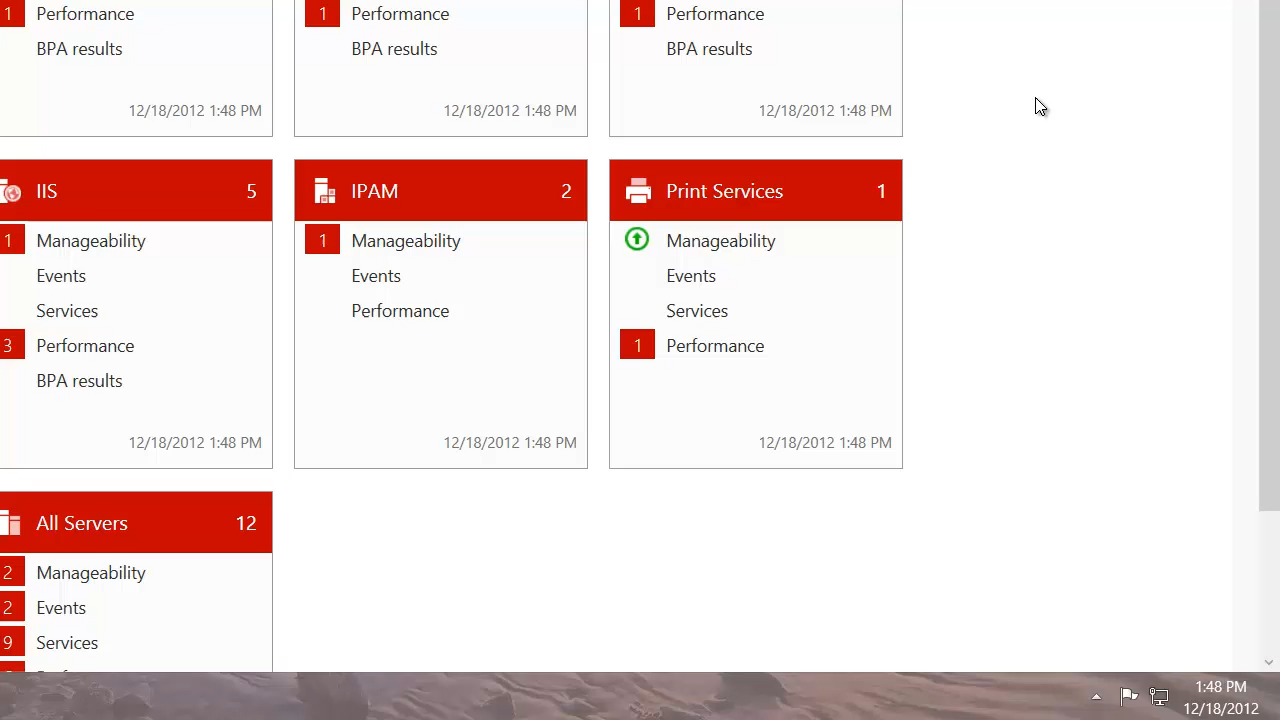 1 Performance
BPA results
12/18/2012 1:48 PM
1 Performance
BPA results
12/18/2012 1:48 PM
1 Performance
BPA results
12/18/2012 1:48 PM
IIS 5
1 Manageability
Events
Services
3 Performance
BPA results
12/18/2012 1:48 PM
IPAM 2
1 Manageability
Events
Performance
12/18/2012 1:48 PM
Print Services 1
Manageability
Events
Services
1 Performance
12/18/2012 1:48 PM
All Servers 12
2 Manageability
2 Events
9 Services
1:48 PM
12/18/2012